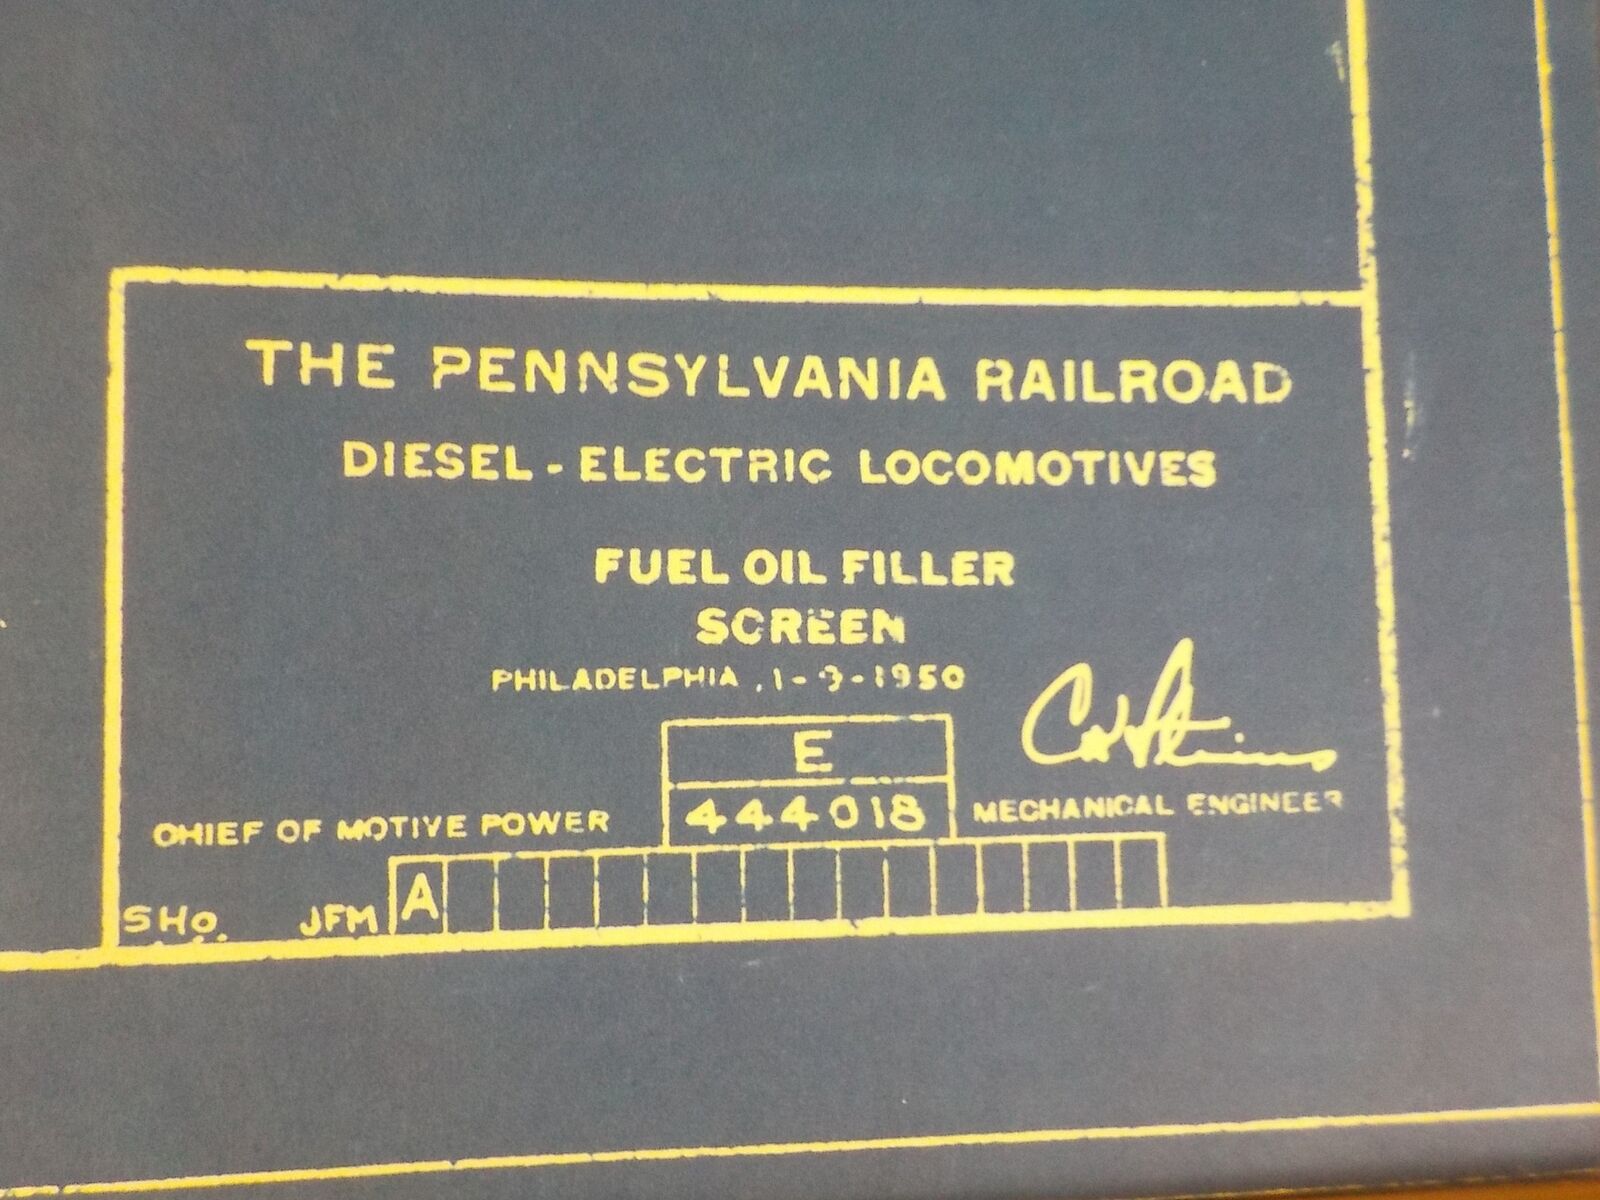 THE PENNSYLVANIA RAILROAD
DIESEL-ELECTRIC LOCOMOTIVES
FUEL OIL FILLER
SCREEN
PHILADELPHIA, 1-9-1950
E
444018
CHIEF OF MOTIVE POWER
MECHANICAL ENGINEER
SHO. JFM A